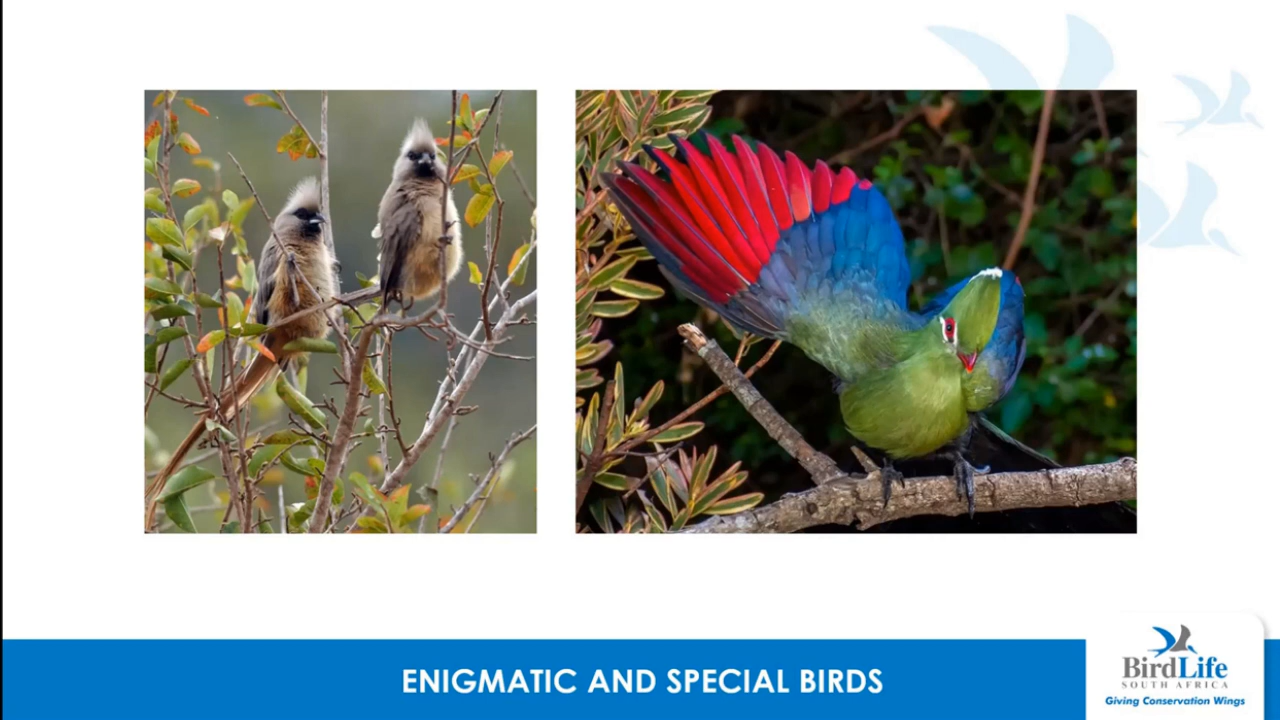 ENIGMATIC AND SPECIAL BIRDS
BirdLife
SOUTH AFRICA
Giving Conservation Wings